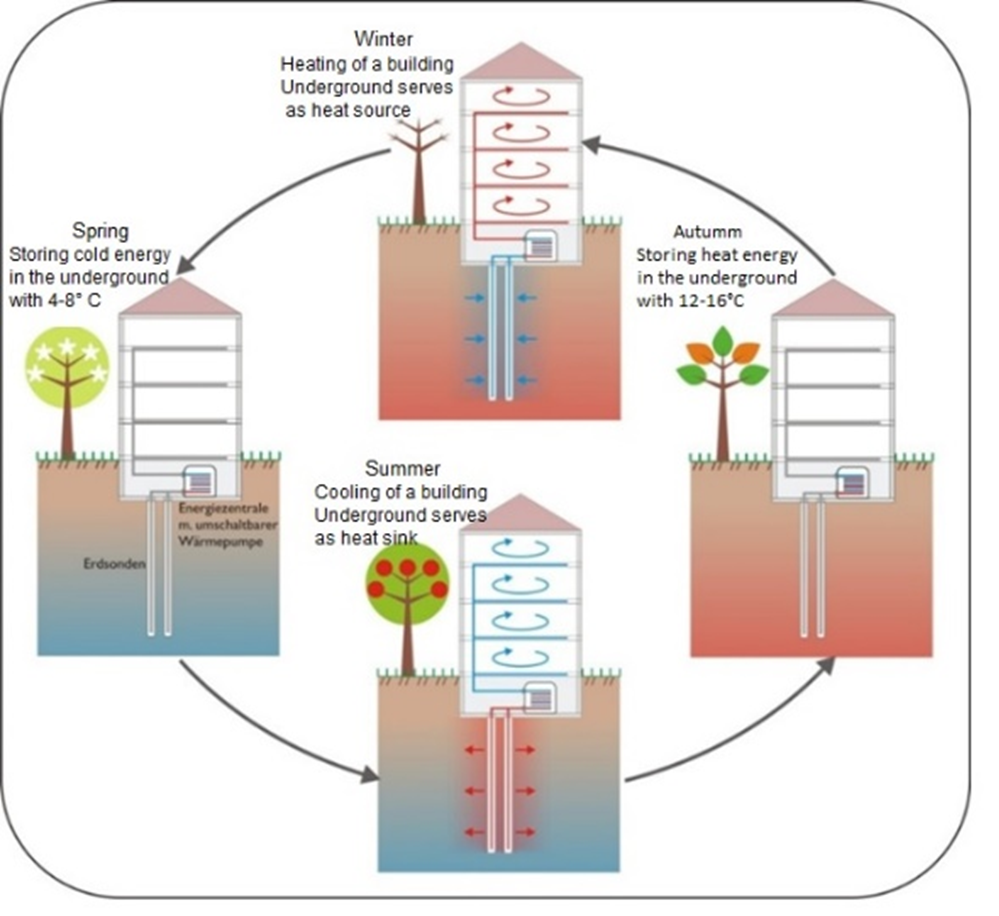 Winter
Heating of a building
Underground serves
as heat source
Spring
Storing cold energy
in the underground
with 4-8° C
Autumm
Storing heat energy
in the underground
with 12-16°C
Energiezentrale
m. umschaltbarer
Wärmepumpe
Erdsonden
Summer
Cooling of a building
Underground serves
as heat sink